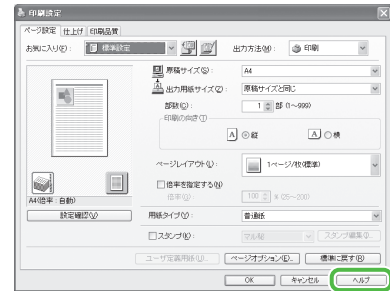 印刷設定
ページ設定 仕上げ 印刷品質
お気に入り(F): 標準設定 出力方法(M): 印刷
原稿サイズ(S): A4
出力用紙サイズ(Z): 原稿サイズと同じ
部数(C): 1 部 (1~999)
印刷の向き(T)
A 縦 A 横
ページレイアウト(L): 1ページ/枚(標準)
倍率を指定する(N)
A4(倍率:自動) 倍率(O): 100 % (25~200)
設定確認(V) 用紙タイプ(Y): 普通紙
スタンプ(K): マル秘 スタンプ編集
ユーザ定義用紙(U)... ページオプション(E)... 標準に戻す(R)
OK キャンセル ヘルプ